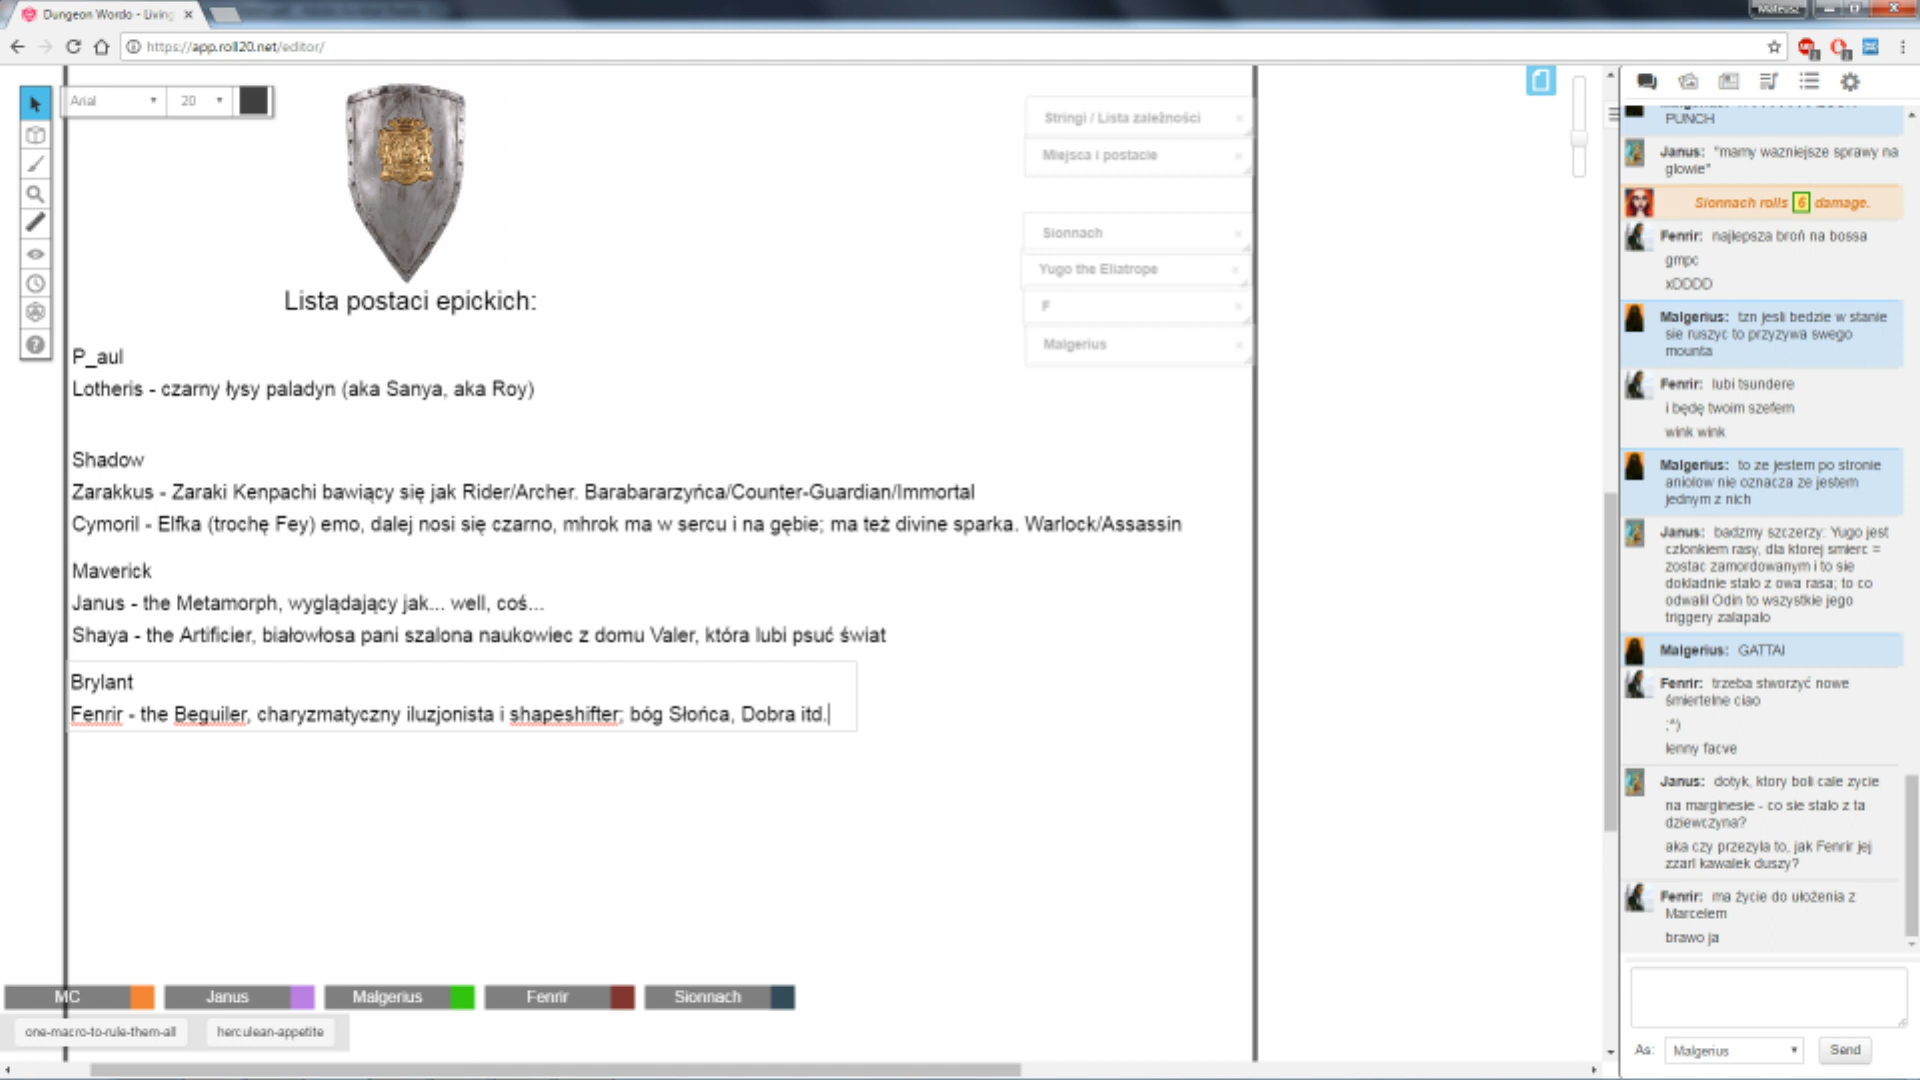 Dungeon Wordo - Living
Mateusz
https://app.roll20.net/editor/
Arial
20
Lista postaci epickich:
P_aul
Lotheris - czarny łysy paladyn (aka Sanya, aka Roy)
Shadow
Zarakkus - Zaraki Kenpachi bawiący się jak Rider/Archer. Barabararzyńca/Counter-Guardian/Immortal
Cymoril - Elfka (trochę Fey) emo, dalej nosi się czarno, mhrok ma w sercu i na gębie; ma też divine sparka. Warlock/Assassin
Maverick
Janus - the Metamorph, wyglądający jak... well, coś...
Shaya - the Artificier, białowłosa pani szalona naukowiec z domu Valer, która lubi psuć świat
Brylant
Fenrir - the Beguiler, charyzmatyczny iluzjonista i shapeshifter; bóg Słońca, Dobra itd.
Stringi / Lista zależności
Miejsca i postacie
Sionnach
Yugo the Eliatrope
F
Malgerius
MC
Janus
Malgerius
Fenrir
Sionnach
one-macro-to-rule-them-all
herculean-appetite
PUNCH
Janus: "mamy wazniejsze sprawy na
glowie"
Sionnach rolls 6 damage.
Fenrir: najlepsza broń na bossa
gmpc
xDDDD
Malgerius: tzn jesli bedzie w stanie
sie ruszyc to przyzywa swego
mounta
Fenrir: lubi tsundere
i będę twoim szefem
wink wink
Malgerius: to ze jestem po stronie
aniolow nie oznacza ze jestem
jednym z nich
Janus: badzmy szczerzy: Yugo jest
czlonkiem rasy, dla ktorej smierc =
zostac zamordowanym i to sie
dokladnie stalo z owa rasa; to co
odwalil Odin to wszystkie jego
triggery zalapalo
Malgerius: GATTAI
Fenrir: trzeba stworzyć nowe
śmiertelne ciao
;^)
lenny facve
Janus: dotyk, ktory boli cale zycie
na marginesie - co sie stalo z ta
dziewczyna?
aka czy przezyla to, jak Fenrir jej
zzarl kawalek duszy?
Fenrir: ma życie do ułożenia z
Marcelem
brawo ja
As:
Malgerius
Send